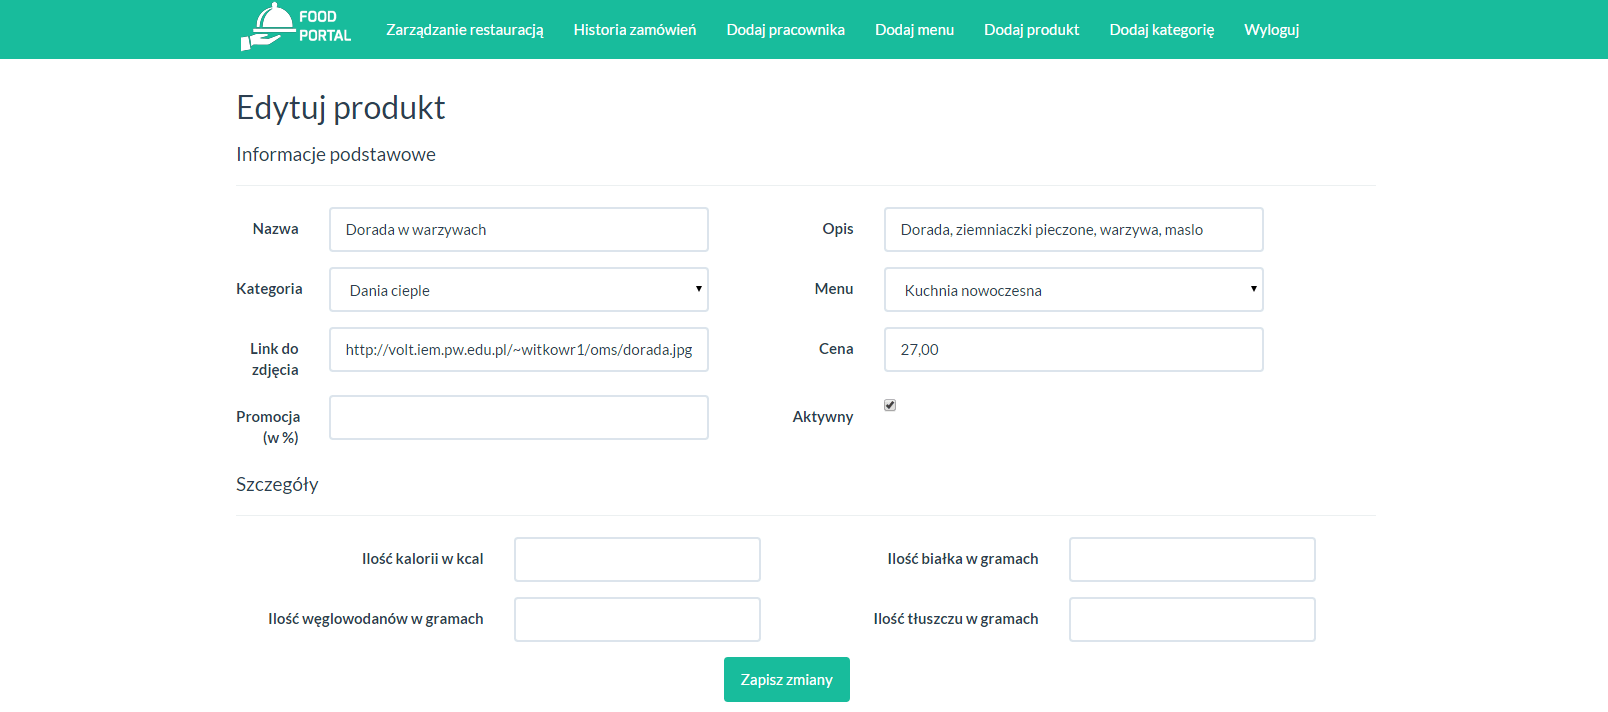 FOOD
PORTAL
Zarządzanie restauracją
Historia zamówień
Dodaj pracownika
Dodaj menu
Dodaj produkt
Dodaj kategorię
Wyloguj
Edytuj produkt
Informacje podstawowe
Nazwa
Dorada w warzywach
Opis
Dorada, ziemniaczki pieczone, warzywa, maslo
Kategoria
Dania cieple
Menu
Kuchnia nowoczesna
Link do
zdjęcia
http://volt.iem.pw.edu.pl/~witkowr1/oms/dorada.jpg
Cena
27,00
Promocja
(w %)
Aktywny
Szczegóły
Ilość kalorii w kcal
Ilość białka w gramach
Ilość węglowodanów w gramach
Ilość tłuszczu w gramach
Zapisz zmiany